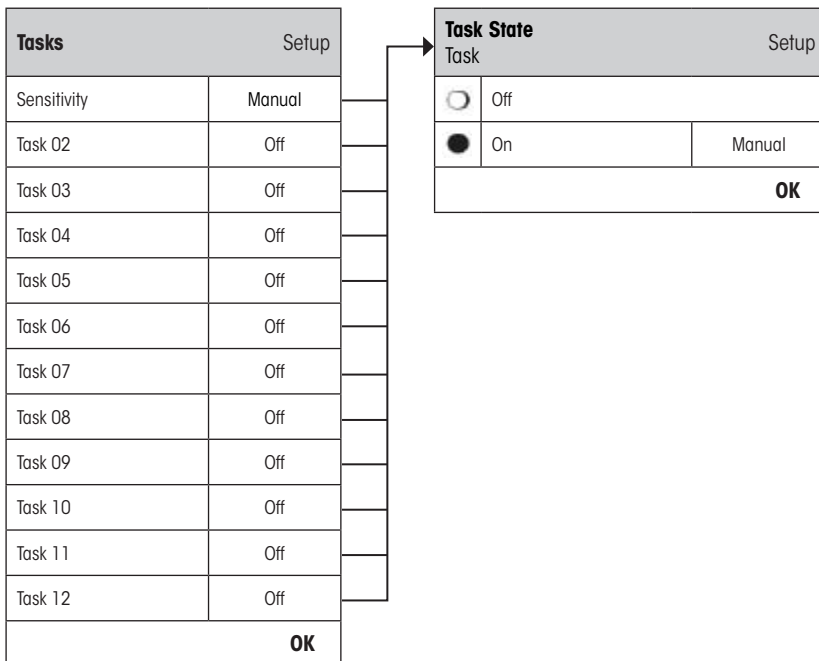 Tasks Setup
Sensitivity Manual
Task 02 Off
Task 03 Off
Task 04 Off
Task 05 Off
Task 06 Off
Task 07 Off
Task 08 Off
Task 09 Off
Task 10 Off
Task 11 Off
Task 12 Off
OK
Task State
Task Setup
Off
On Manual
OK